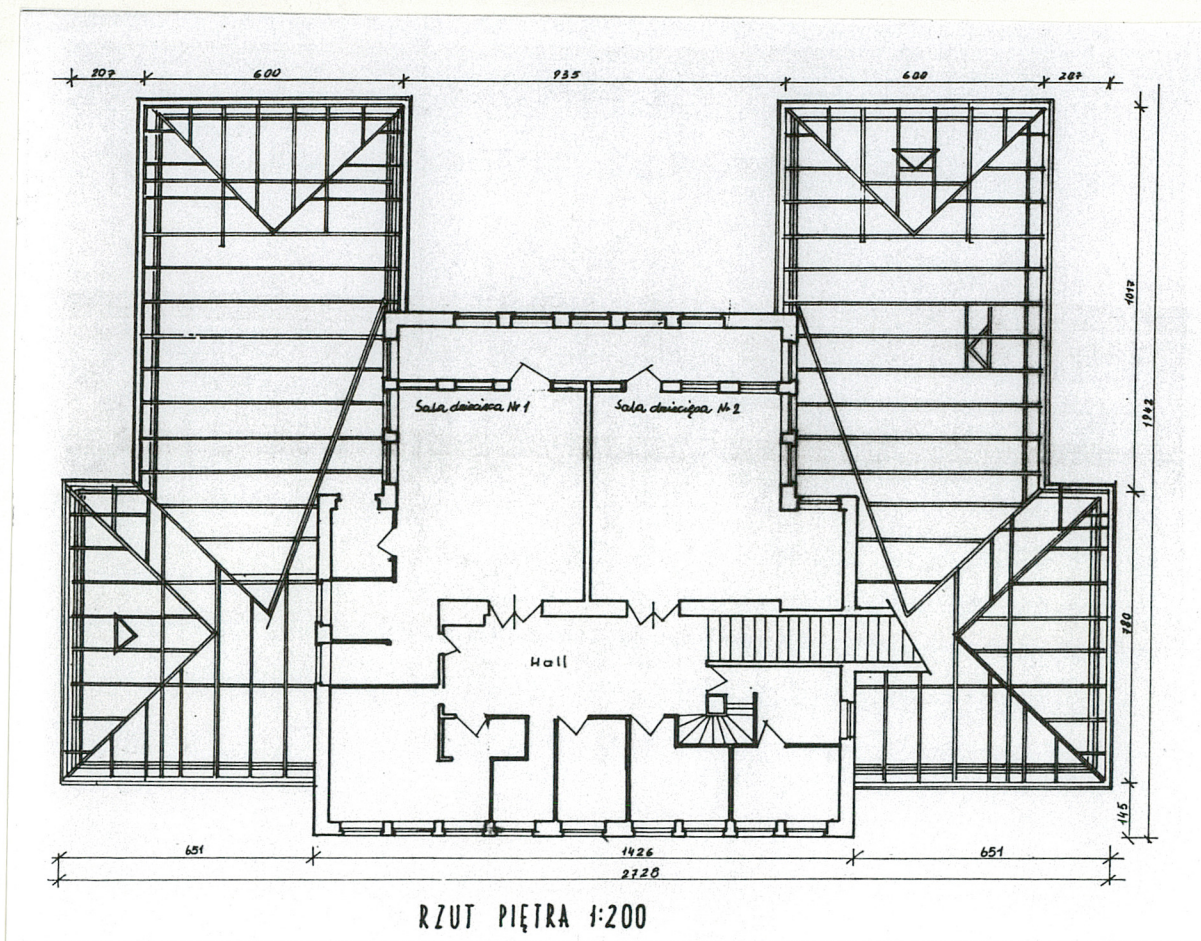 207 600 935 600 207
1017
1942
Sala dziecięca Nr 1 Sala dziecięca Nr 2
780
Hall
145
651 1426 651
2728
RZUT PIĘTRA 1:200